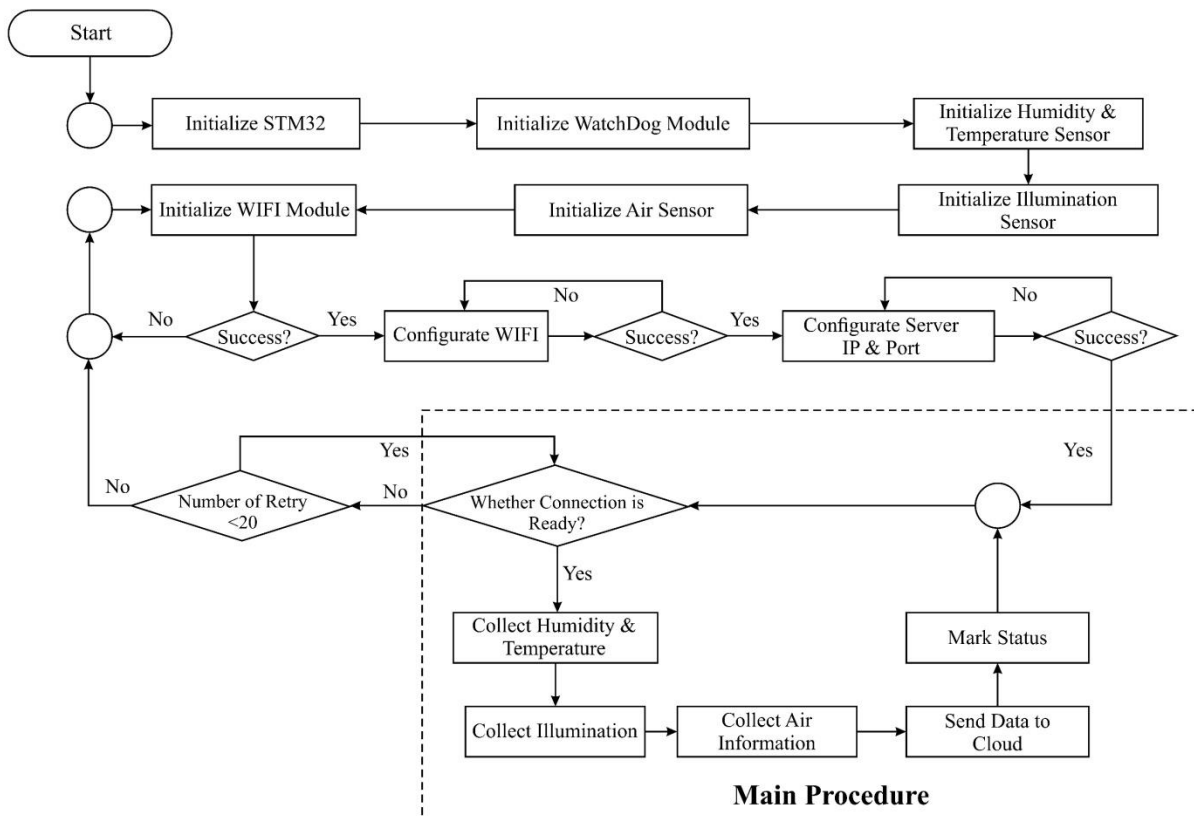 Start
Initialize STM32
Initialize WatchDog Module
Initialize Humidity &
Temperature Sensor
Initialize WIFI Module
Initialize Air Sensor
Initialize Illumination
Sensor
No
Success?
Yes
Configurate WIFI
No
Success?
Yes
Configurate Server
IP & Port
No
Success?
Yes
Yes
No
Number of Retry
<20
No
Whether Connection is
Ready?
Yes
Collect Humidity &
Temperature
Mark Status
Collect Illumination
Collect Air
Information
Send Data to
Cloud
Main Procedure